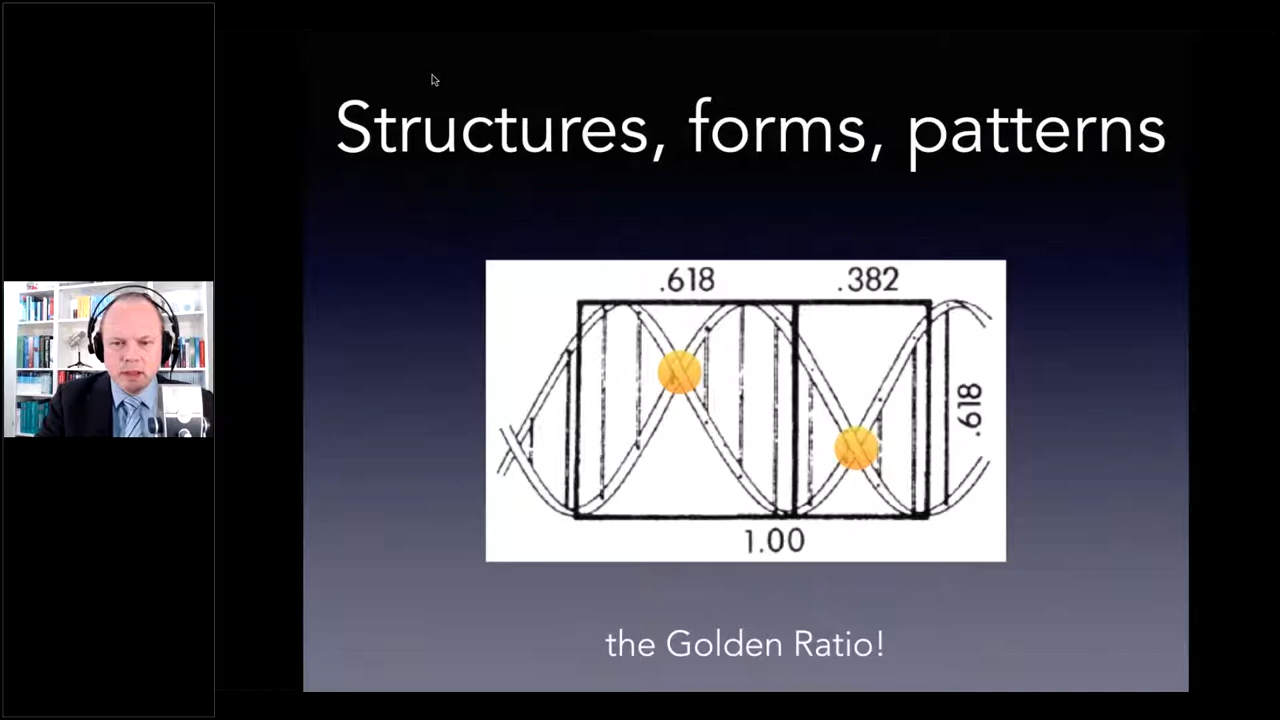 Structures, forms, patterns
.618 .382
.618
1.00
the Golden Ratio!